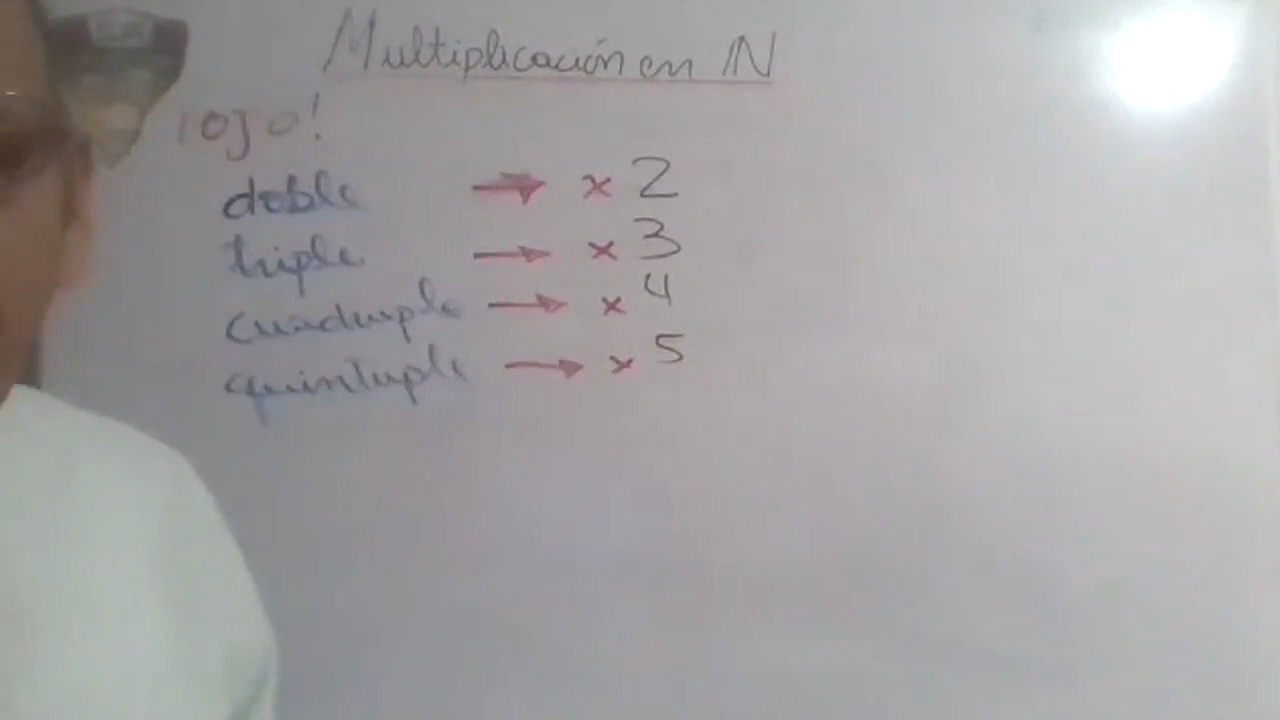 Multiplicación en ℕ
¡OJO!
doble → x 2
triple → x 3
cuadruple → x 4
quintuple → x 5